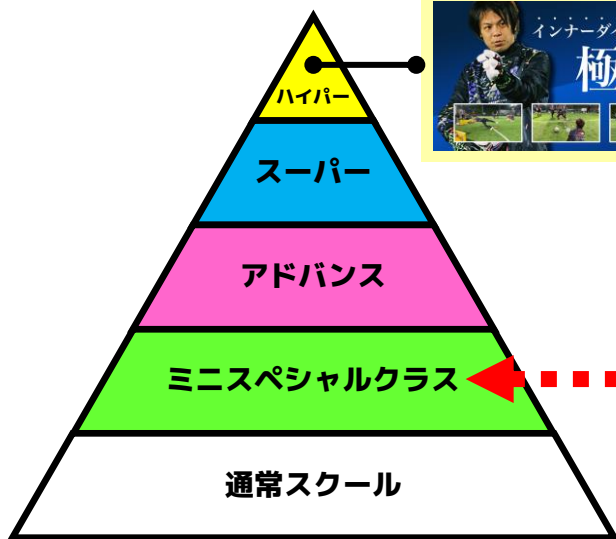 インナーダイ
極
ハイパー
スーパー
アドバンス
ミニスペシャルクラス
通常スクール